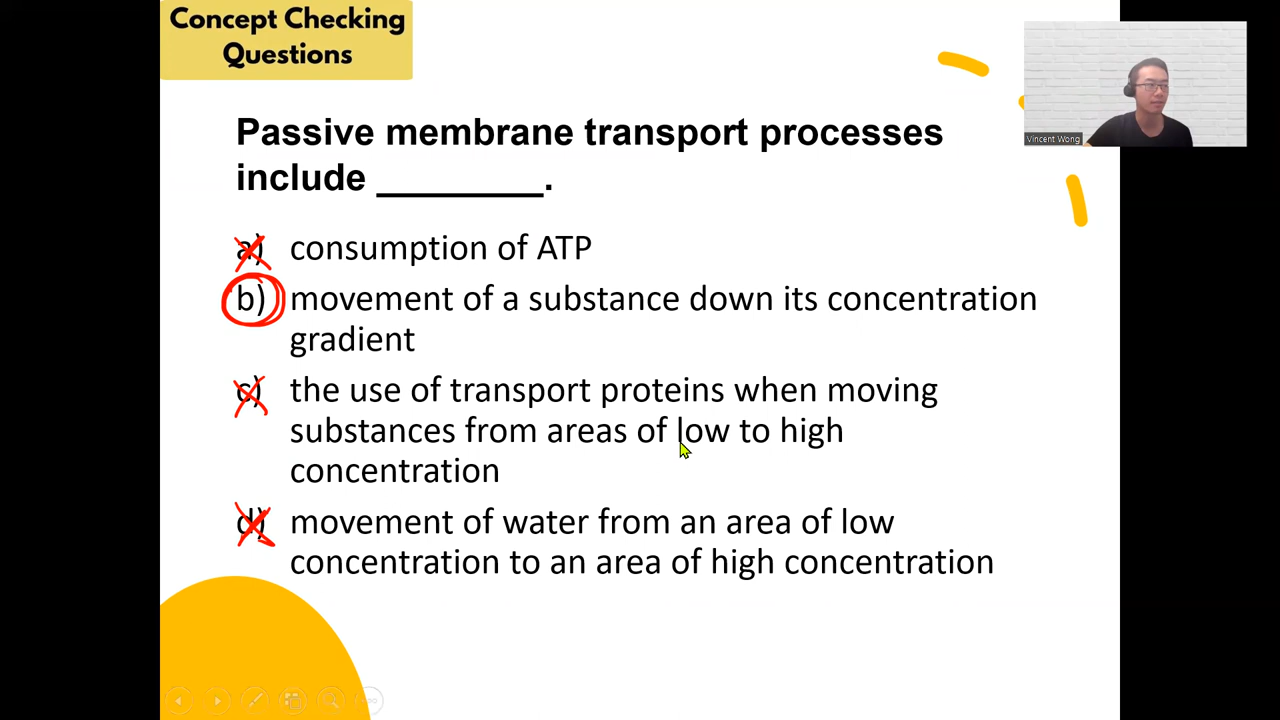 Concept Checking
Questions
Vincent Wong
Passive membrane transport processes
include ________.
a) consumption of ATP
b) movement of a substance down its concentration
gradient
c) the use of transport proteins when moving
substances from areas of low to high
concentration
d) movement of water from an area of low
concentration to an area of high concentration